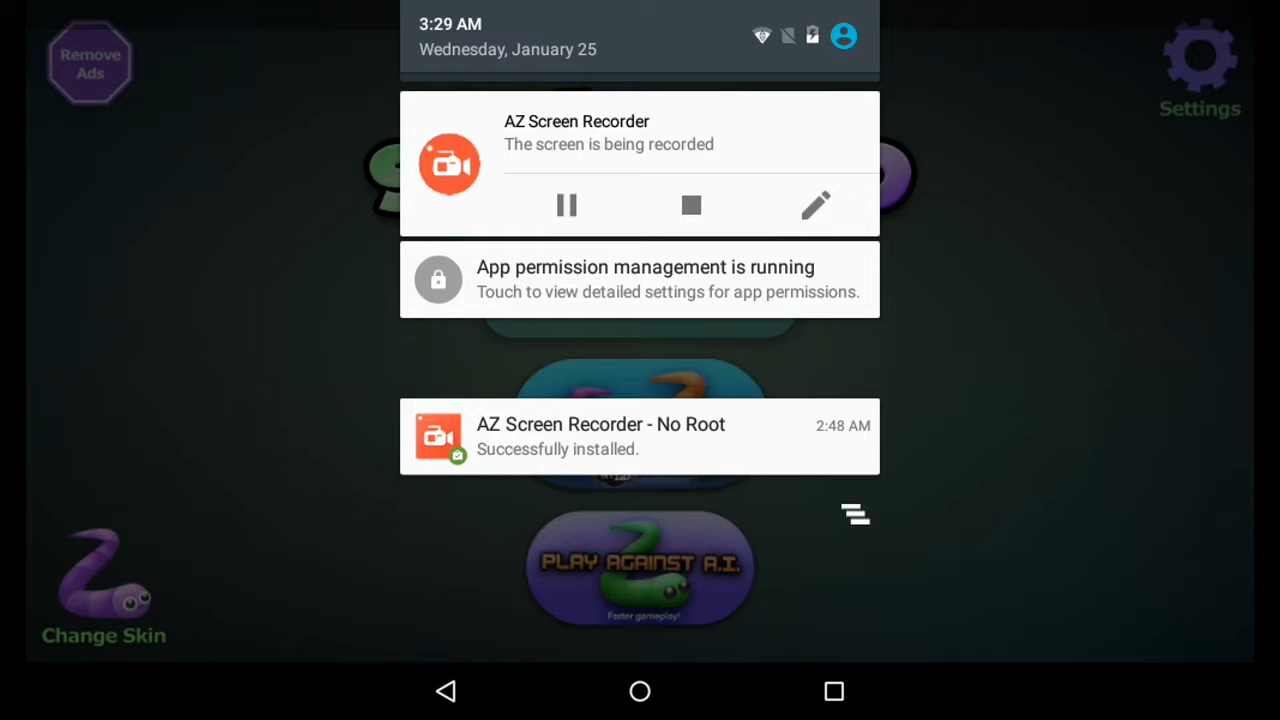 3:29 AM
Wednesday, January 25
Remove
Ads
Settings
AZ Screen Recorder
The screen is being recorded
App permission management is running
Touch to view detailed settings for app permissions.
AZ Screen Recorder - No Root
2:48 AM
Successfully installed.
PLAY AGAINST A.I.
Faster gameplay!
Change Skin